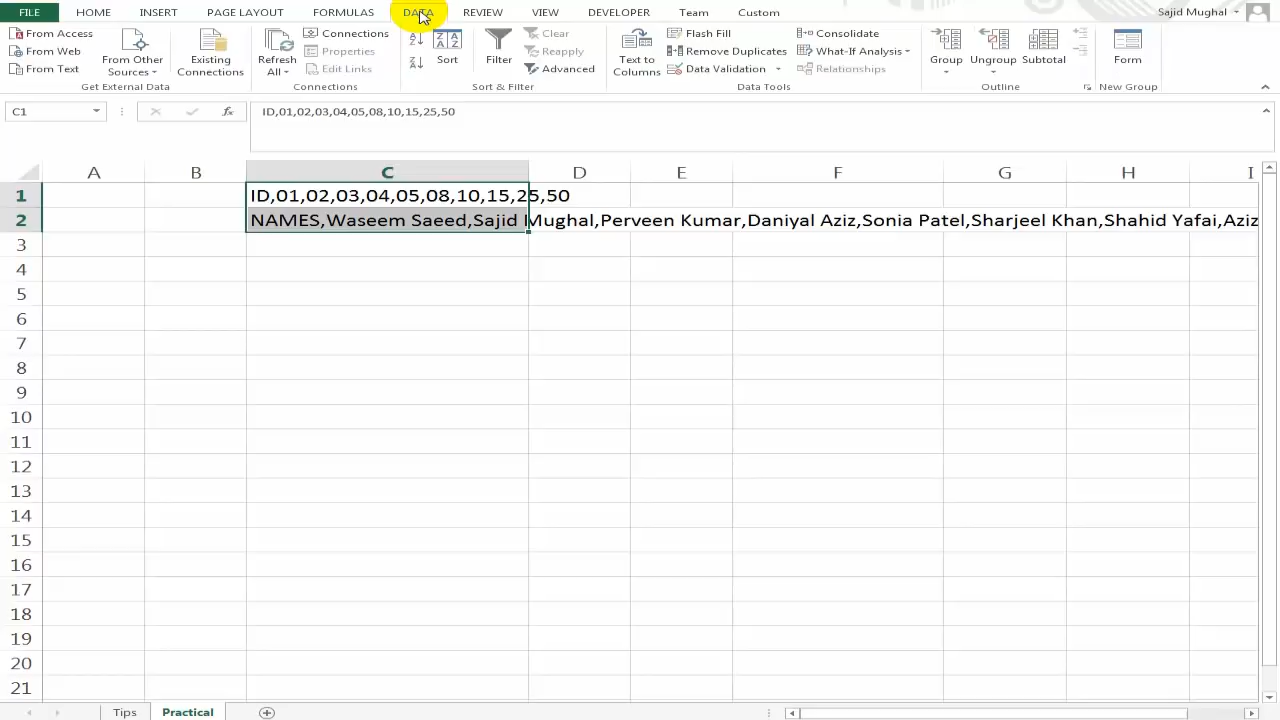 FILE HOME INSERT PAGE LAYOUT FORMULAS DATA REVIEW VIEW DEVELOPER Team Custom Sajid Mughal
From Access
From Web
From Text
From Other Sources
Existing Connections
Get External Data
Refresh All
Connections
Properties
Edit Links
Connections
Sort
Filter
Clear
Reapply
Advanced
Sort & Filter
Text to Columns
Flash Fill
Remove Duplicates
Data Validation
Consolidate
What-If Analysis
Relationships
Data Tools
Group
Ungroup
Subtotal
Outline
Form
New Group
C1 fx ID,01,02,03,04,05,08,10,15,25,50
A B C D E F G H I
1 ID,01,02,03,04,05,08,10,15,25,50
2 NAMES,Waseem Saeed,Sajid Mughal,Perveen Kumar,Daniyal Aziz,Sonia Patel,Sharjeel Khan,Shahid Yafai,Aziz
3
4
5
6
7
8
9
10
11
12
13
14
15
16
17
18
19
20
21
Tips Practical